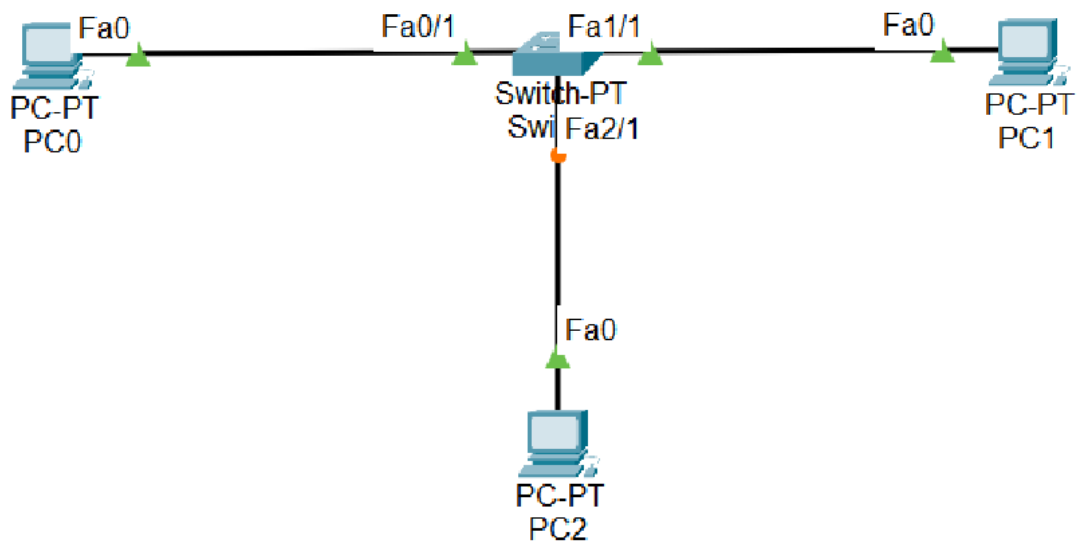 Fa0
Fa0/1
Fa1/1
Fa0
PC-PT
PC0
Switch-PT
Swi
Fa2/1
PC-PT
PC1
Fa0
PC-PT
PC2